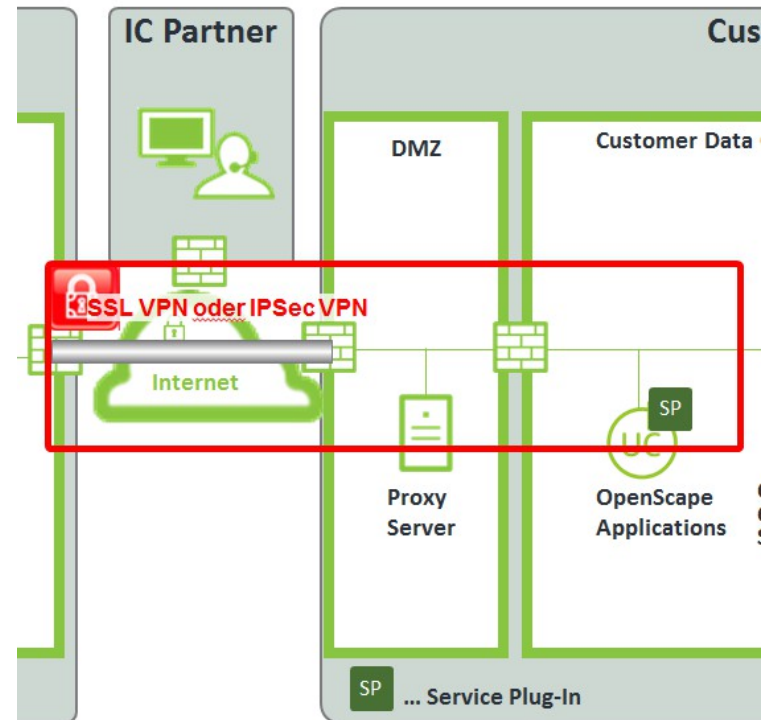 IC Partner
Cus
DMZ
Customer Data
SSL VPN oder IPSec VPN
Internet
SP
UC
Proxy
Server
OpenScape
Applications
SP ... Service Plug-In